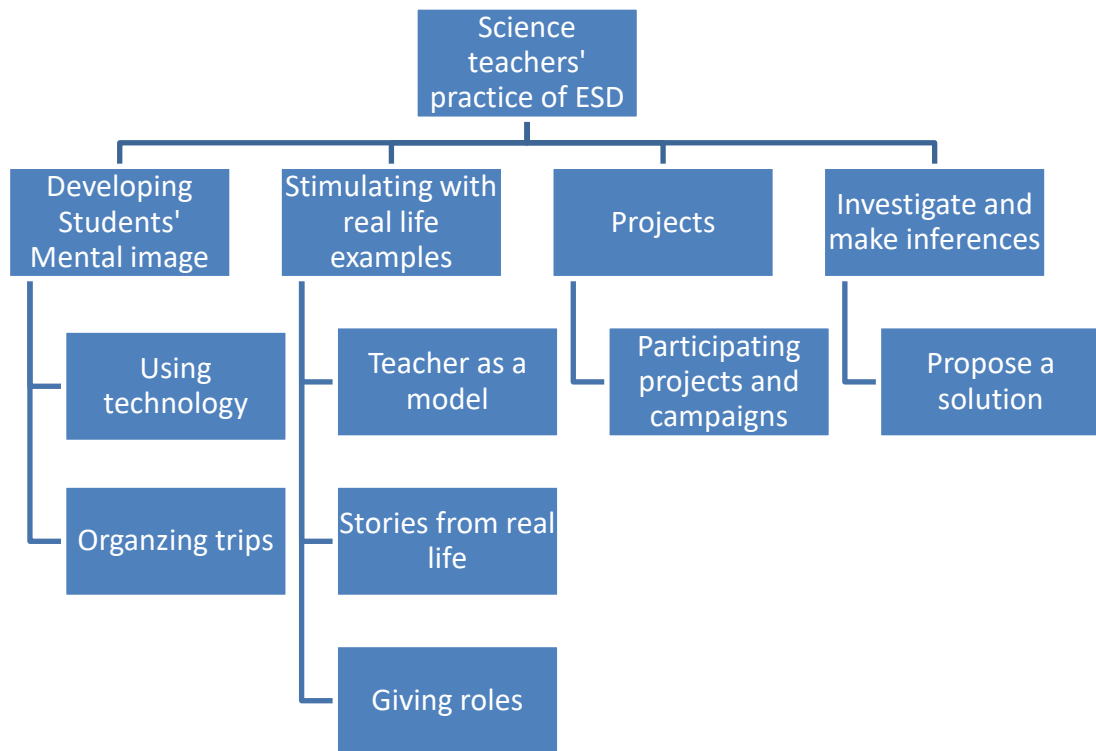 Science
teachers'
practice of ESD
Developing
Students'
Mental image
Stimulating with
real life
examples
Projects
Investigate and
make inferences
Using
technology
Teacher as a
model
Participating
projects and
campaigns
Propose a
solution
Organzing trips
Stories from real
life
Giving roles